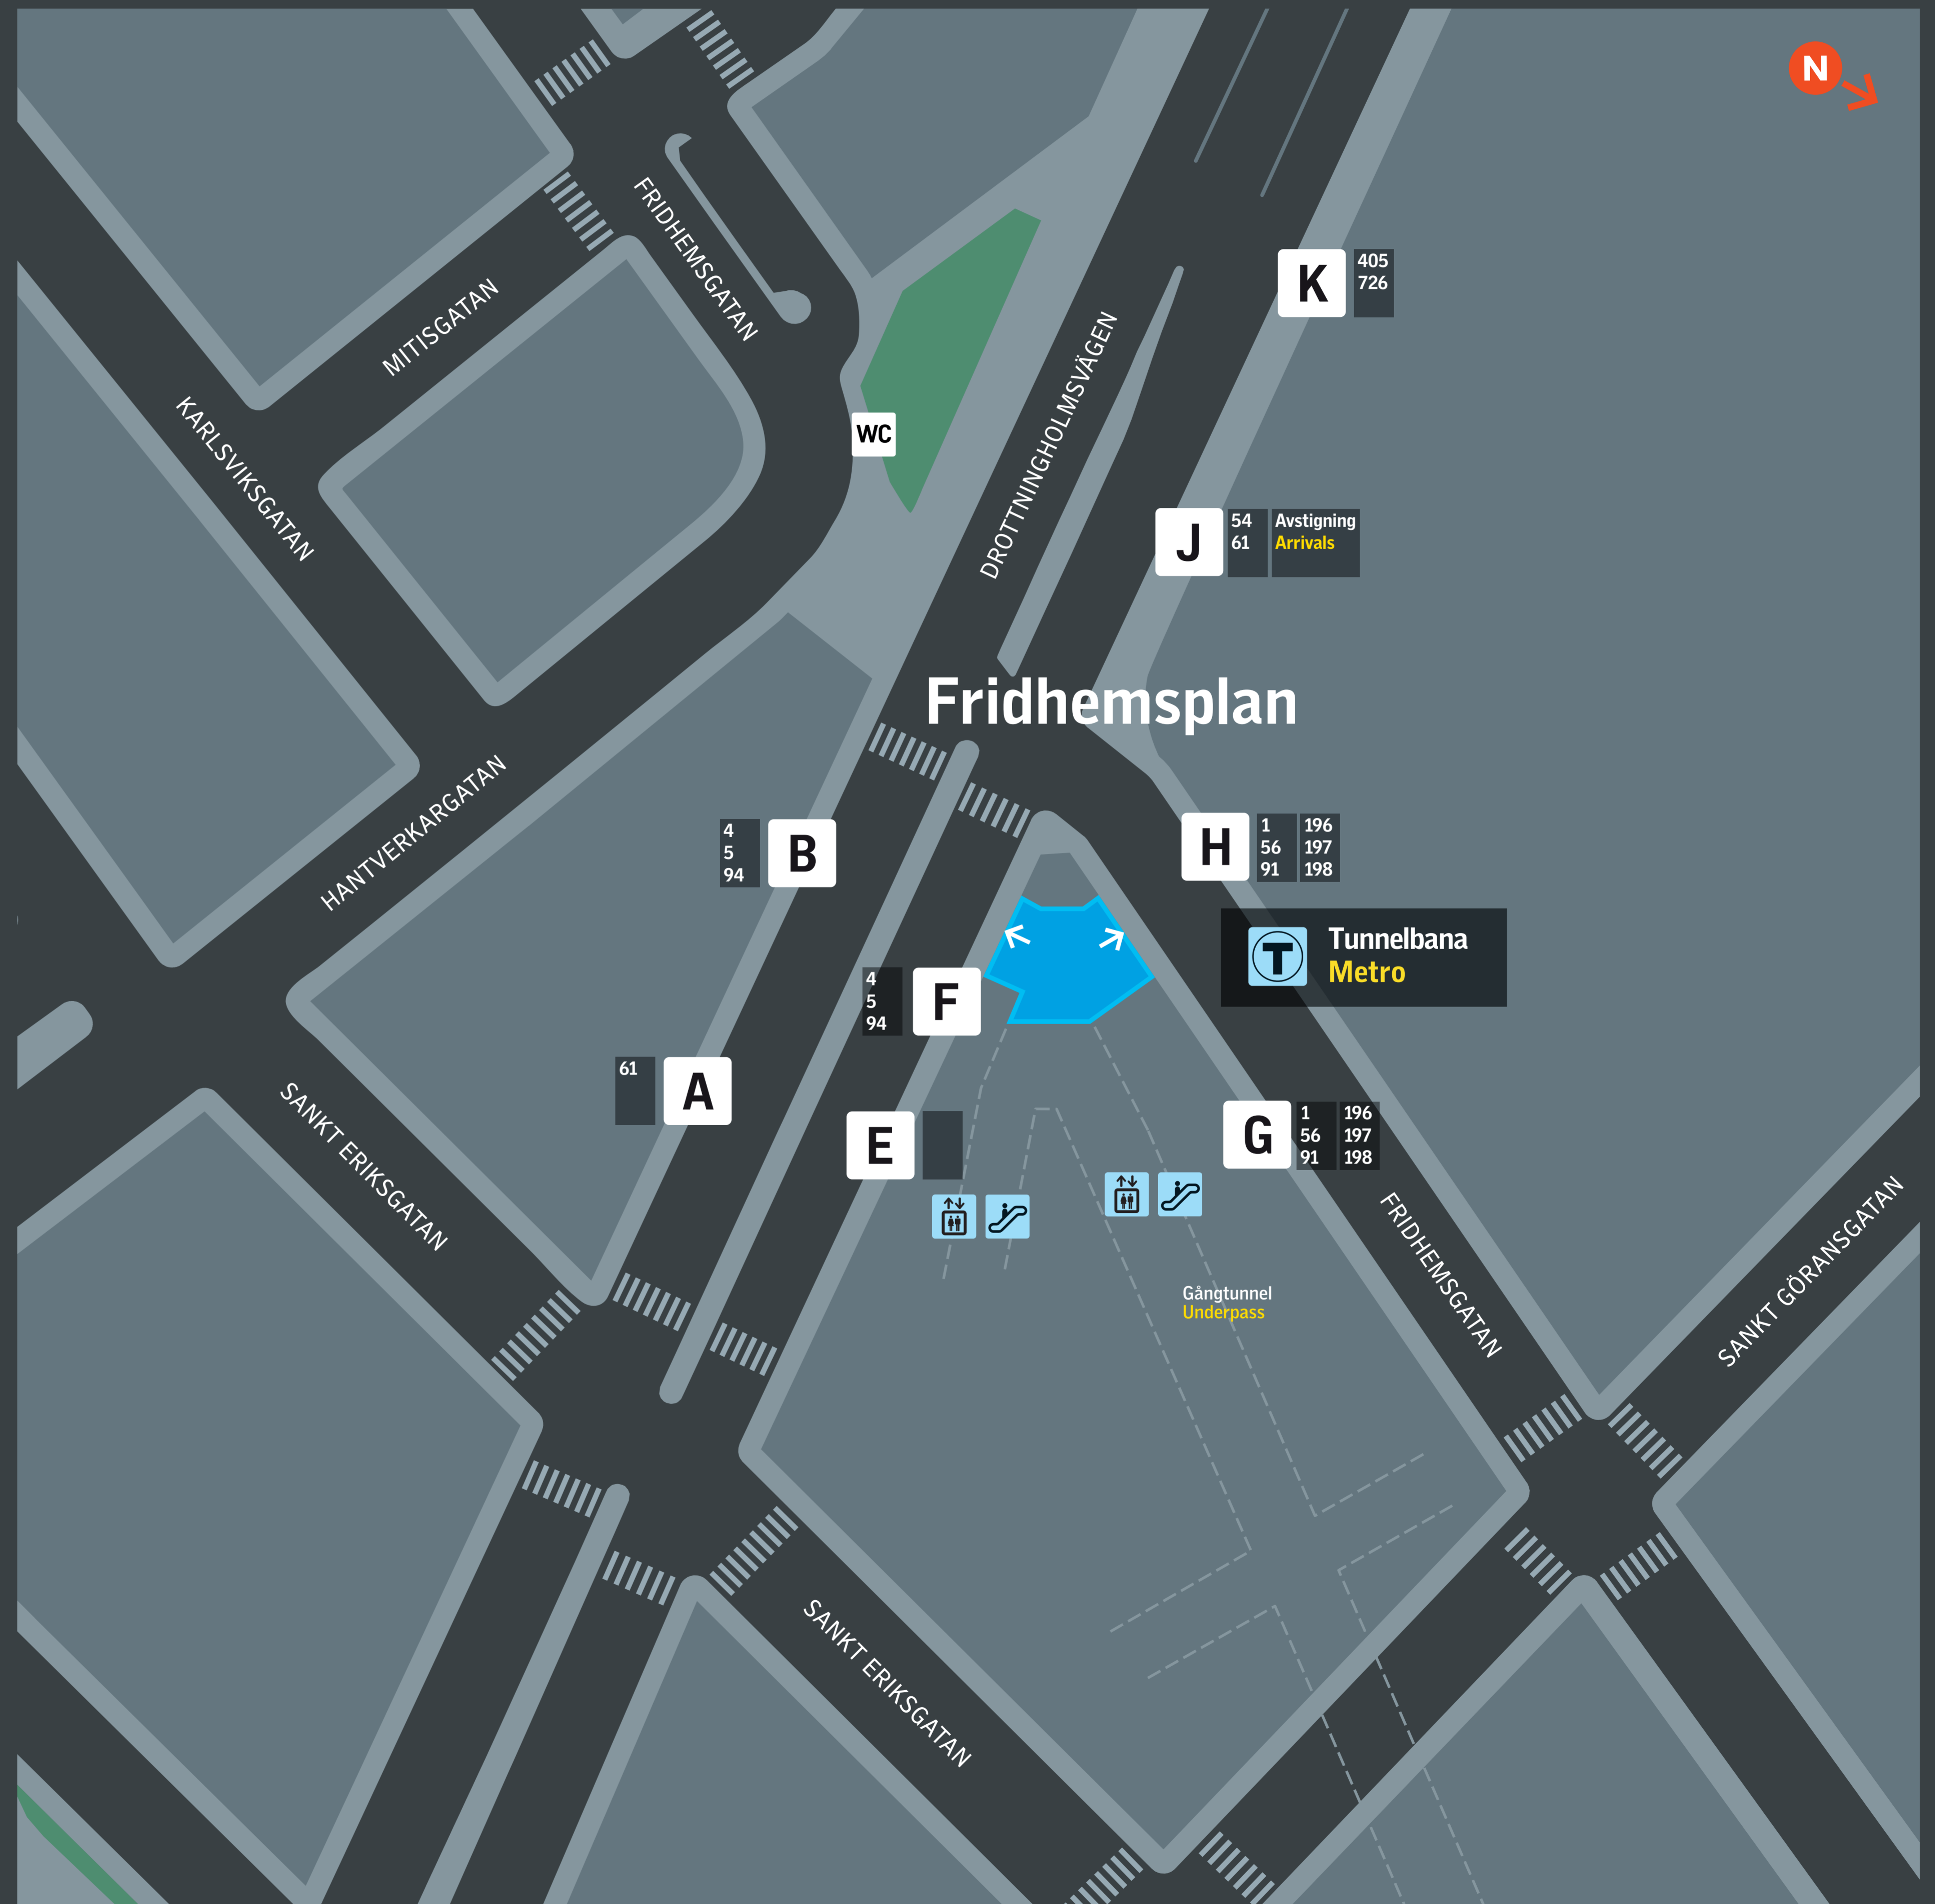 N
FRIDHEMSGATAN
MITISGATAN
KARLSVIKSGATAN
WC
DROTTNINGHOLMSVÄGEN
K
405
726
J
54
61
Avstigning
Arrivals
Fridhemsplan
HANTVERKARGATAN
4
5
94
B
H
1
56
91
196
197
198
T
Tunnelbana
Metro
4
5
94
F
61
A
E
G
1
56
91
196
197
198
SANKT ERIKSGATAN
FRIDHEMSGATAN
SANKT GÖRANSGATAN
Gångtunnel
Underpass
SANKT ERIKSGATAN